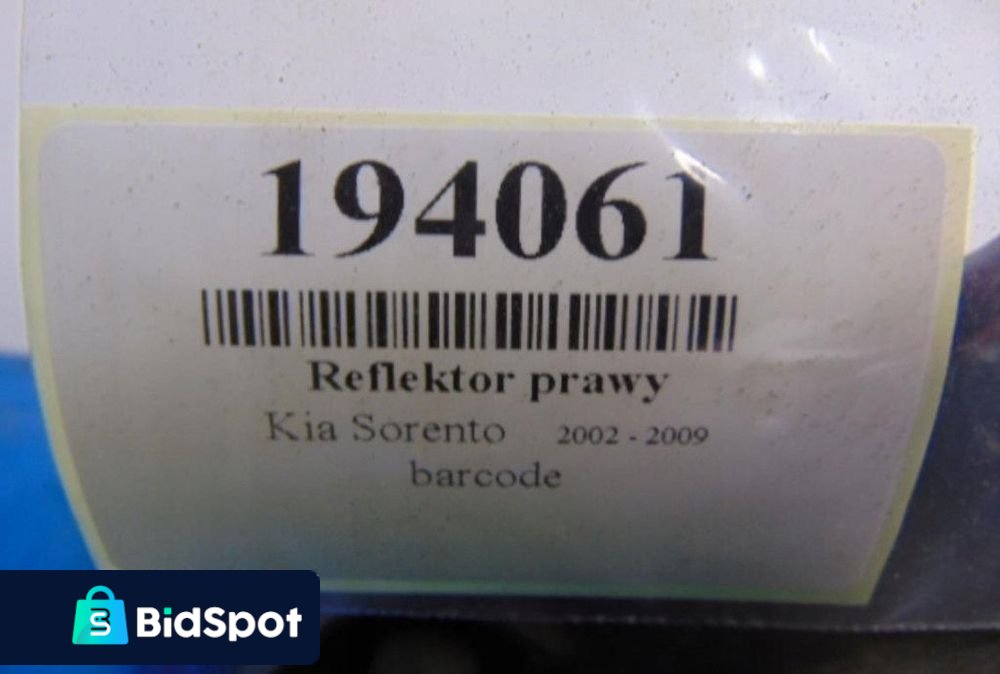 194061
Reflektor prawy
Kia Sorento 2002 - 2009
barcode
BidSpot